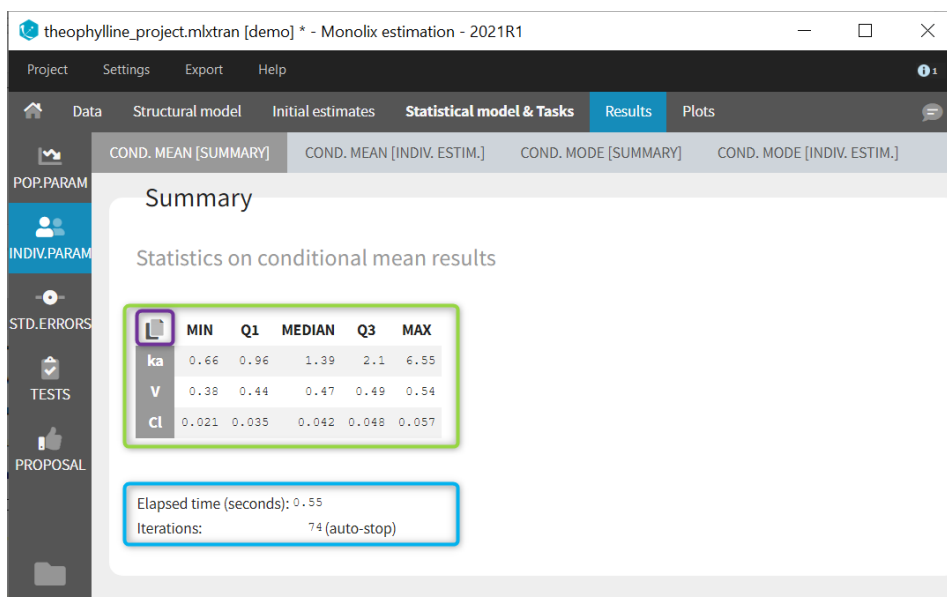 theophylline_project.mlxtran [demo] * - Monolix estimation - 2021R1
Project Settings Export Help 1
Data Structural model Initial estimates Statistical model & Tasks Results Plots
COND. MEAN [SUMMARY] COND. MEAN [INDIV. ESTIM.] COND. MODE [SUMMARY] COND. MODE [INDIV. ESTIM.]
POP.PARAM
INDIV.PARAM
STD.ERRORS
TESTS
PROPOSAL
Summary
Statistics on conditional mean results
MIN Q1 MEDIAN Q3 MAX
ka 0.66 0.96 1.39 2.1 6.55
V 0.38 0.44 0.47 0.49 0.54
Cl 0.021 0.035 0.042 0.048 0.057
Elapsed time (seconds): 0.55
Iterations: 74 (auto-stop)